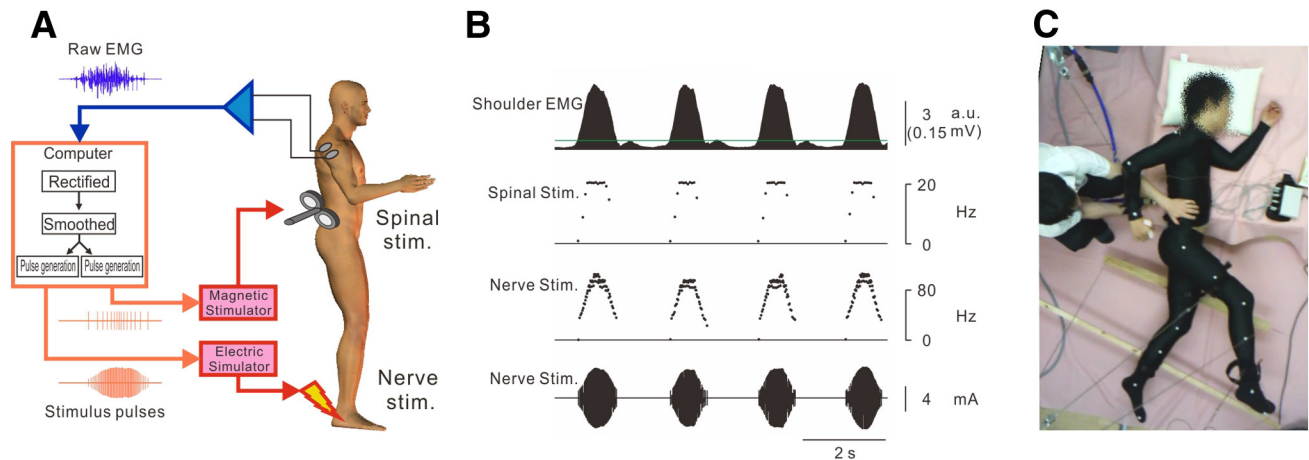 A
Raw EMG
Computer
Rectified
Smoothed
Pulse generation
Pulse generation
Magnetic
Stimulator
Electric
Simulator
Stimulus pulses
Spinal
stim.
Nerve
stim.
B
Shoulder EMG
3 a.u.
(0.15 mV)
Spinal Stim.
20
Hz
0
Nerve Stim.
80
Hz
0
Nerve Stim.
4 mA
2 s
C